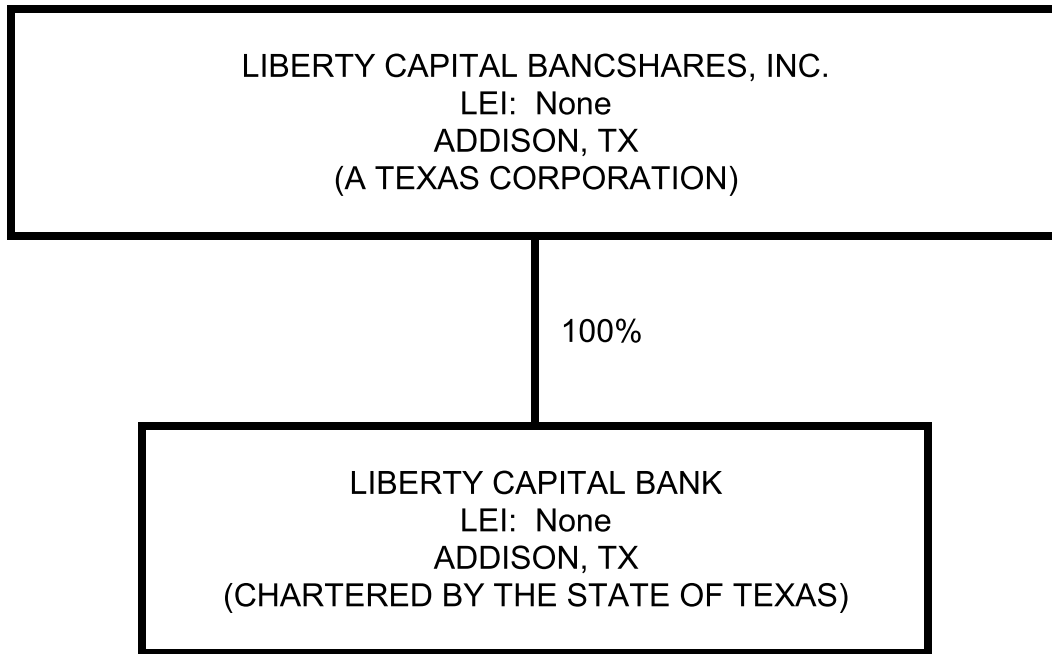 LIBERTY CAPITAL BANCSHARES, INC.
LEI:  None
ADDISON, TX
(A TEXAS CORPORATION)
100%
LIBERTY CAPITAL BANK
LEI:  None
ADDISON, TX
(CHARTERED BY THE STATE OF TEXAS)